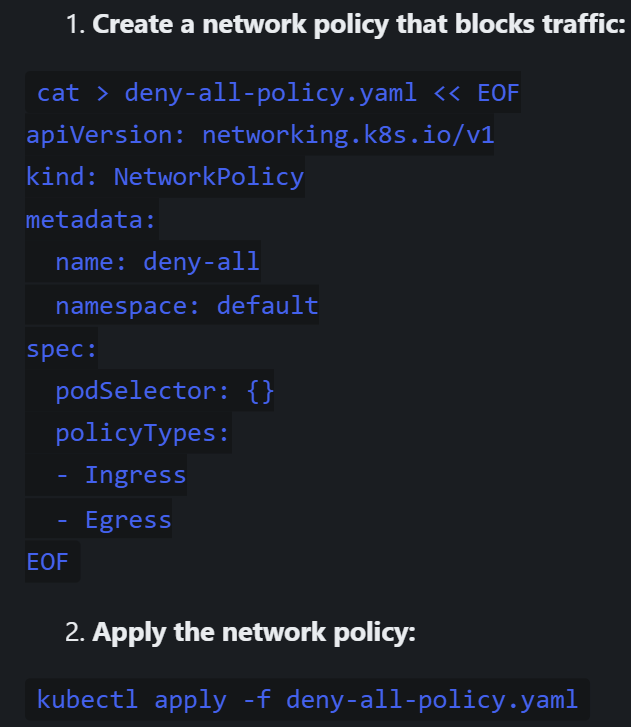 1. Create a network policy that blocks traffic:
cat > deny-all-policy.yaml << EOF
apiVersion: networking.k8s.io/v1
kind: NetworkPolicy
metadata:
  name: deny-all
  namespace: default
spec:
  podSelector: {}
  policyTypes:
  - Ingress
  - Egress
EOF
2. Apply the network policy:
kubectl apply -f deny-all-policy.yaml